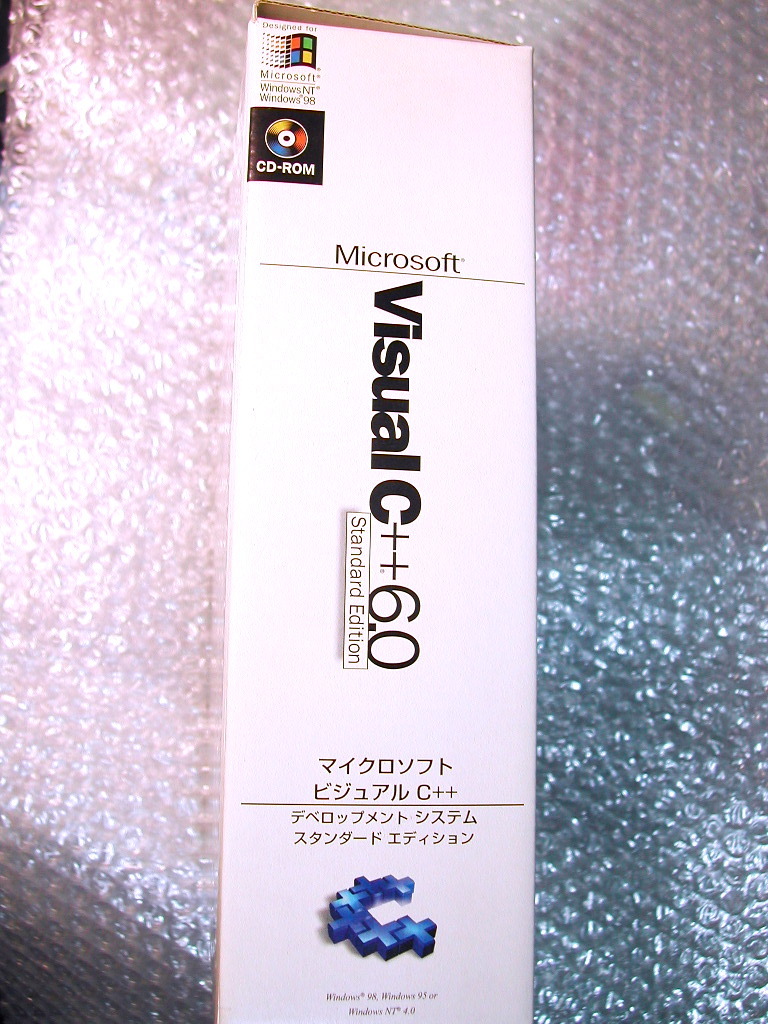 Designed for
Microsoft®
Windows NT®
Windows®98
CD-ROM
Microsoft®
Visual C++ 6.0
Standard Edition
マイクロソフト
ビジュアル C++
デベロップメント システム
スタンダード エディション
Windows® 98, Windows 95 or
Windows NT® 4.0